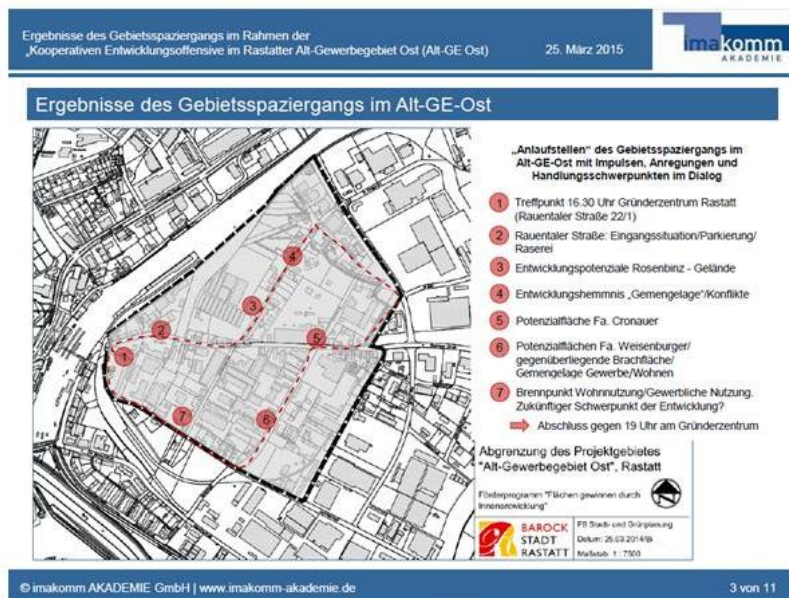 Ergebnisse des Gebietsspaziergangs im Rahmen der
„Kooperativen Entwicklungsoffensive im Rastatter Alt-Gewerbegebiet Ost (Alt-GE Ost)
25. März 2015
imakomm
AKADEMIE
Ergebnisse des Gebietsspaziergangs im Alt-GE-Ost
„Anlaufstellen“ des Gebietsspaziergangs im
Alt-GE-Ost mit Impulsen, Anregungen und
Handlungsschwerpunkten im Dialog
1 Treffpunkt 16.30 Uhr Gründerzentrum Rastatt
(Rauentaler Straße 22/1)
2 Rauentaler Straße: Eingangssituation/Parkierung/
Raserei
3 Entwicklungspotenziale Rosenbinz - Gelände
4 Entwicklungshemmnis „Gemengelage“/Konflikte
5 Potenzialfläche Fa. Cronauer
6 Potenzialflächen Fa. Weisenburger/
gegenüberliegende Brachfläche/
Gemengelage Gewerbe/Wohnen
7 Brennpunkt Wohnnutzung/Gewerbliche Nutzung.
Zukünftiger Schwerpunkt der Entwicklung?
Abschluss gegen 19 Uhr am Gründerzentrum
1
2
3
4
5
6
7
Abgrenzung des Projektgebietes
"Alt-Gewerbegebiet Ost", Rastatt
Förderprogramm "Flächen gewinnen durch
Innenentwicklung"
BAROCK
STADT
RASTATT
FB Stadt- und Grünplanung
Datum: 26.03.2014/Bi
Maßstab: 1 : 7500
© imakomm AKADEMIE GmbH | www.imakomm-akademie.de
3 von 11